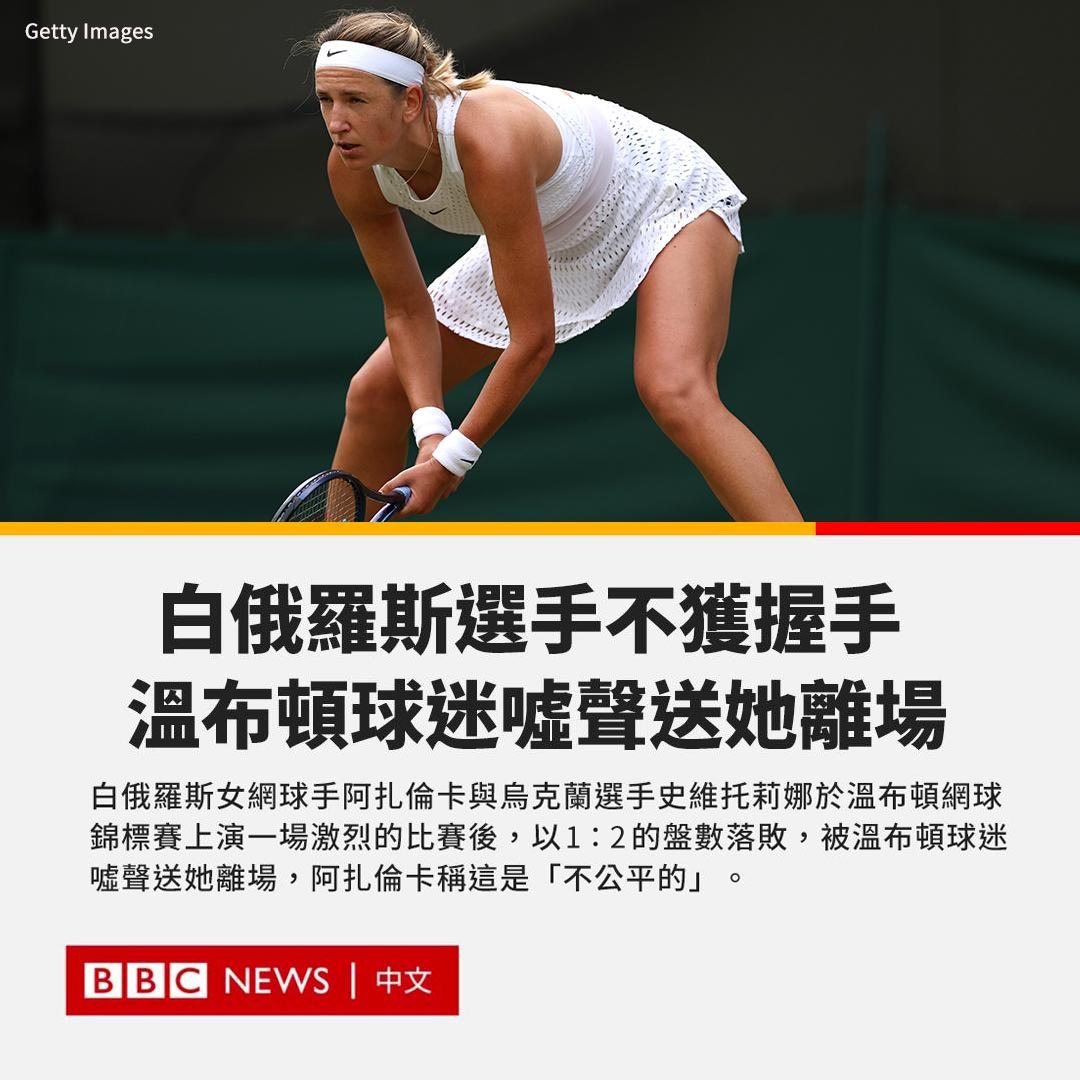 Getty Images
白俄羅斯選手不獲握手
溫布頓球迷噓聲送她離場
白俄羅斯女網球手阿扎倫卡與烏克蘭選手史維托莉娜於溫布頓網球
錦標賽上演一場激烈的比賽後，以1：2的盤數落敗，被溫布頓球迷
噓聲送她離場，阿扎倫卡稱這是「不公平的」。
BBC NEWS | 中文